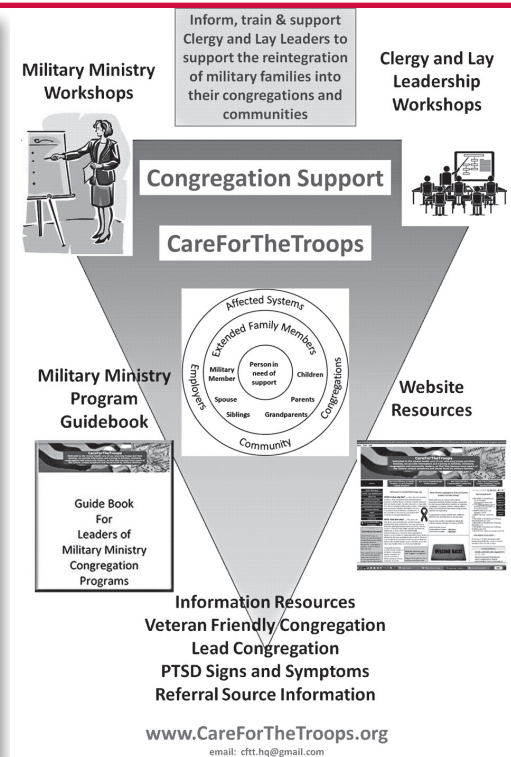 Inform, train & support
Clergy and Lay Leaders to
support the reintegration
of military families into
their congregations and
communities
Military Ministry
Workshops
Clergy and Lay
Leadership
Workshops
Congregation Support
CareForTheTroops
Affected Systems
Extended Family Members
Employers
Congregations
Community
Person in
need of
support
Military
Member
Children
Spouse
Parents
Siblings
Grandparents
Military Ministry
Program
Guidebook
Website
Resources
CareForTheTroops
Guide Book
For
Leaders of
Military Ministry
Congregation
Programs
CareForTheTroops
WELCOME BACK!
Information Resources
Veteran Friendly Congregation
Lead Congregation
PTSD Signs and Symptoms
Referral Source Information
www.CareForTheTroops.org
email: cftt.hq@gmail.com